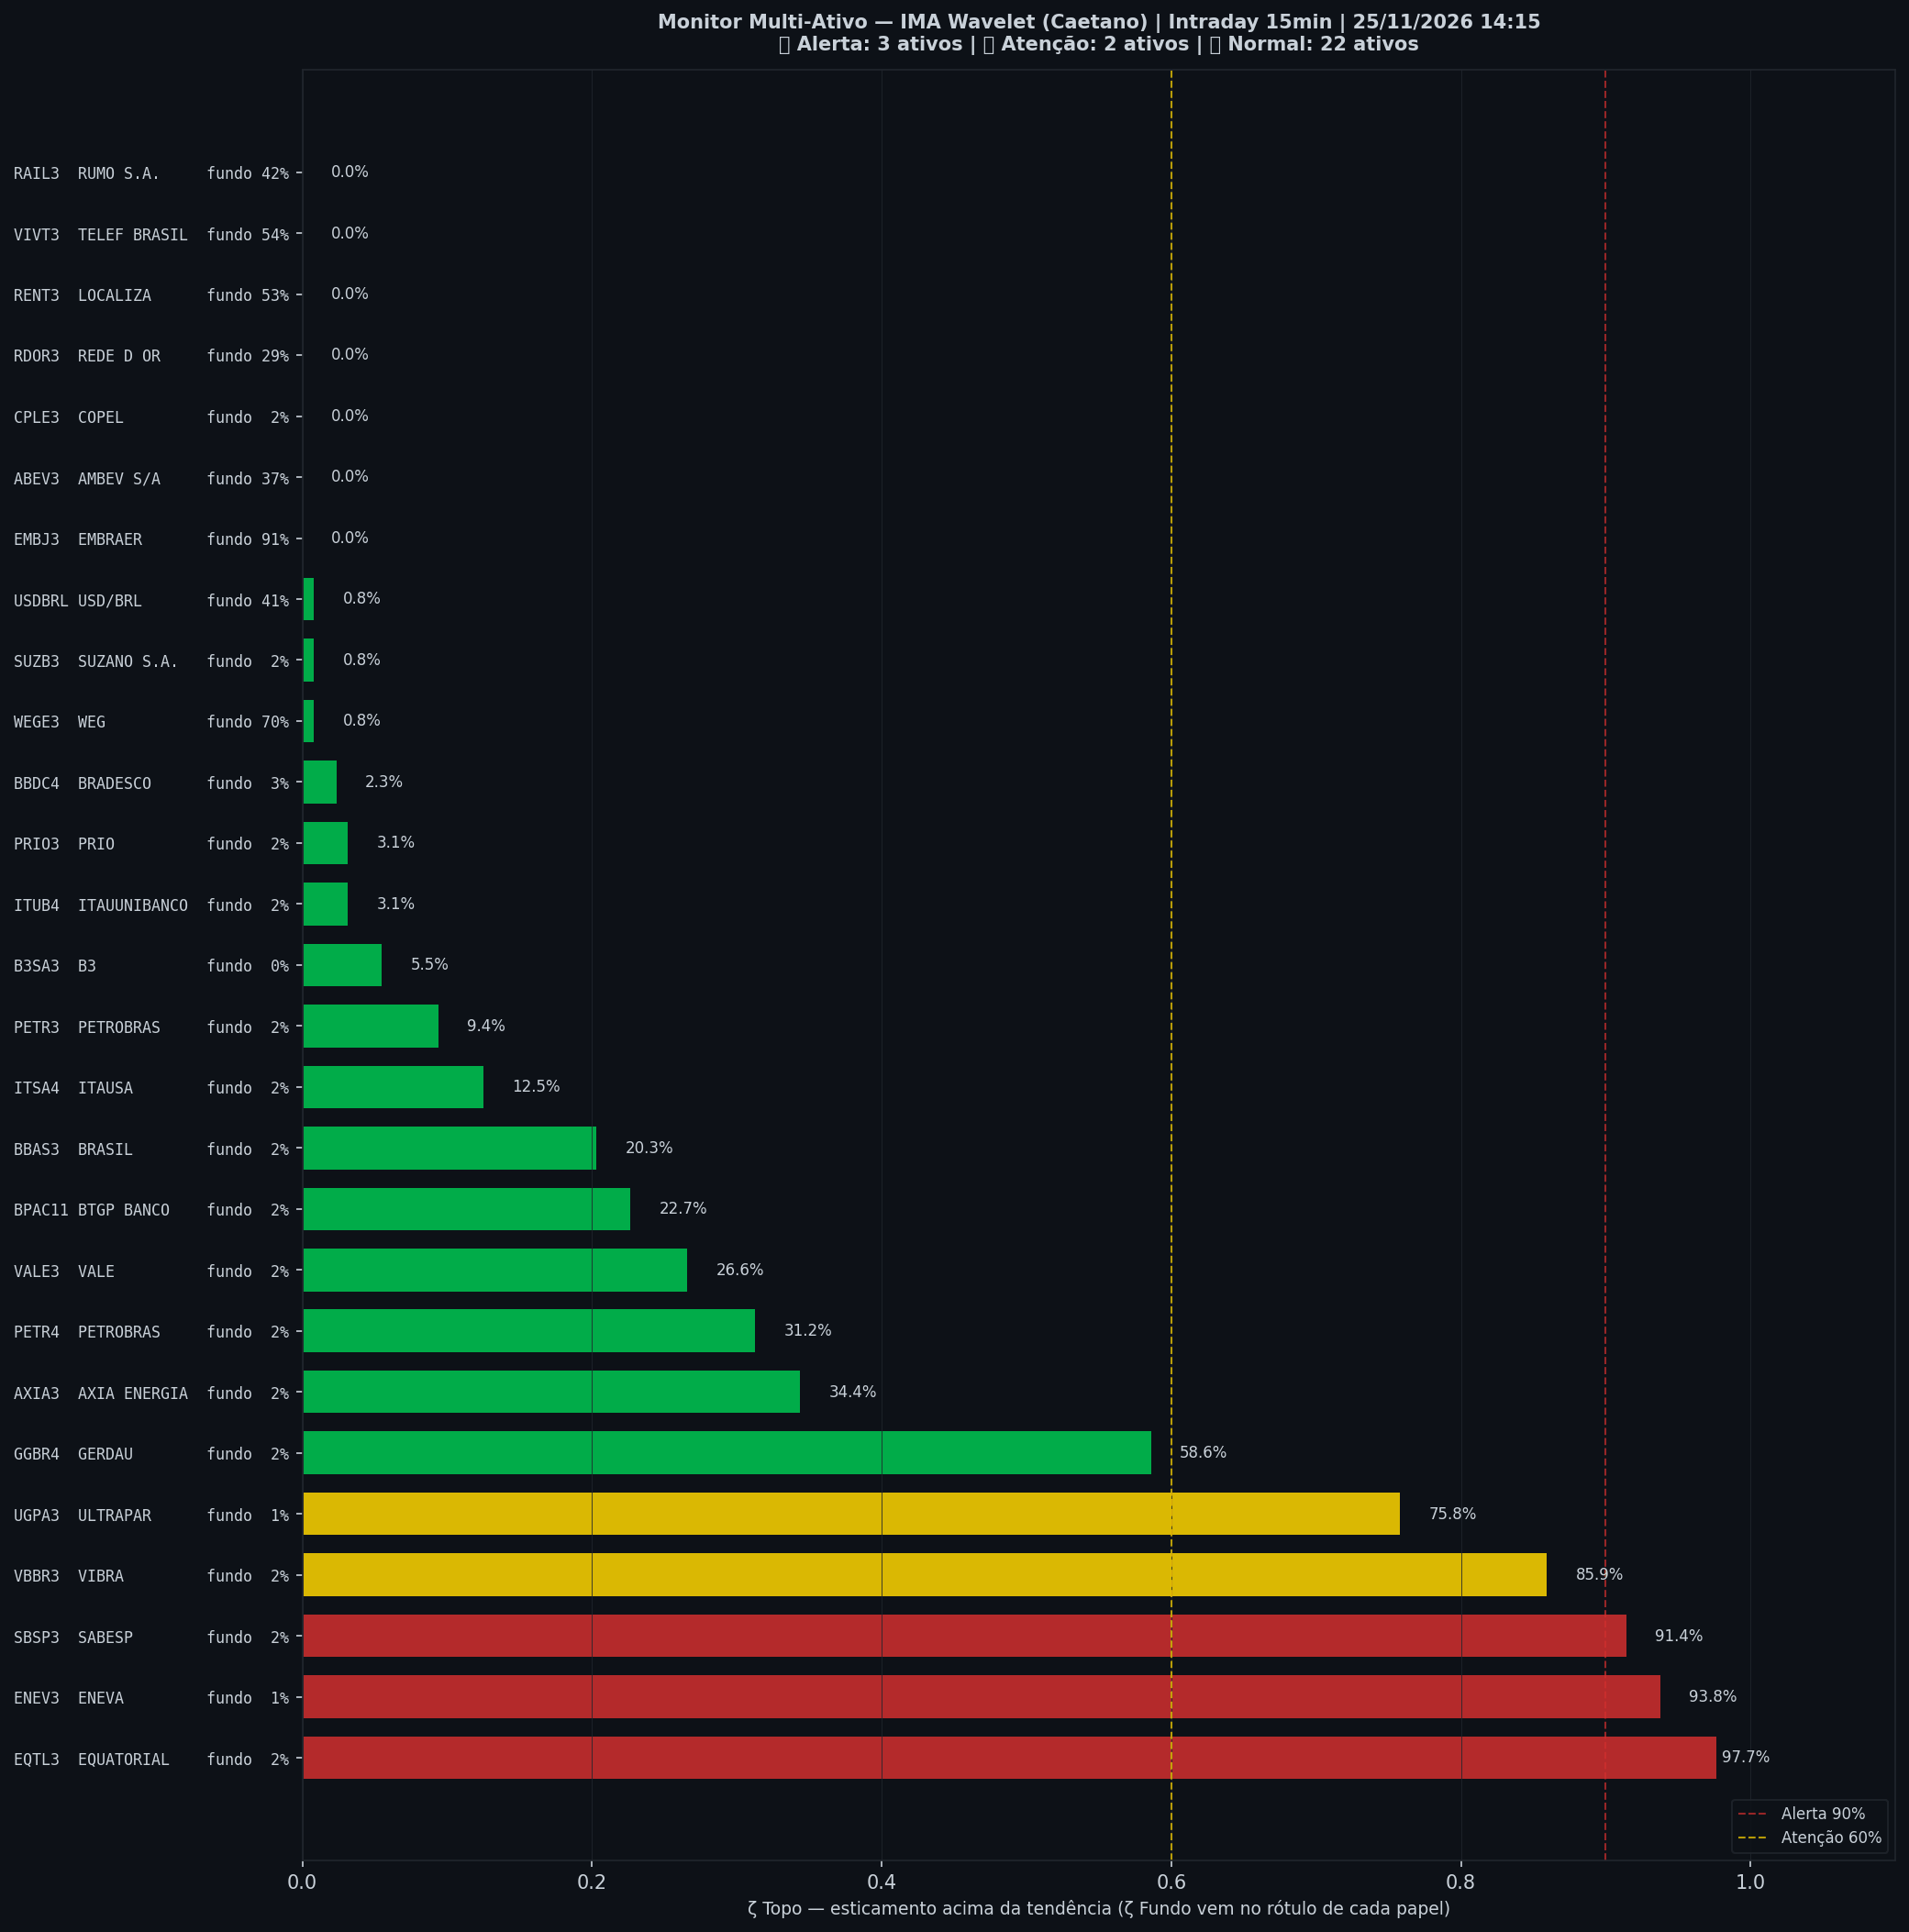 Monitor Multi-Ativo — IMA Wavelet (Caetano) | Intraday 15min | 25/11/2026 14:15
Alerta: 3 ativos | Atenção: 2 ativos | Normal: 22 ativos
RAIL3 RUMO S.A. fundo 42% 0.0%
VIVT3 TELEF BRASIL fundo 54% 0.0%
RENT3 LOCALIZA fundo 53% 0.0%
RDOR3 REDE D OR fundo 29% 0.0%
CPLE3 COPEL fundo 2% 0.0%
ABEV3 AMBEV S/A fundo 37% 0.0%
EMBJ3 EMBRAER fundo 91% 0.0%
USDBRL USD/BRL fundo 41% 0.8%
SUZB3 SUZANO S.A. fundo 2% 0.8%
WEGE3 WEG fundo 70% 0.8%
BBDC4 BRADESCO fundo 3% 2.3%
PRIO3 PRIO fundo 2% 3.1%
ITUB4 ITAUUNIBANCO fundo 2% 3.1%
B3SA3 B3 fundo 0% 5.5%
PETR3 PETROBRAS fundo 2% 9.4%
ITSA4 ITAUSA fundo 2% 12.5%
BBAS3 BRASIL fundo 2% 20.3%
BPAC11 BTGP BANCO fundo 2% 22.7%
VALE3 VALE fundo 2% 26.6%
PETR4 PETROBRAS fundo 2% 31.2%
AXIA3 AXIA ENERGIA fundo 2% 34.4%
GGBR4 GERDAU fundo 2% 58.6%
UGPA3 ULTRAPAR fundo 1% 75.8%
VBBR3 VIBRA fundo 2% 85.9%
SBSP3 SABESP fundo 2% 91.4%
ENEV3 ENEVA fundo 1% 93.8%
EQTL3 EQUATORIAL fundo 2% 97.7%
Alerta 90%
Atenção 60%
0.0 0.2 0.4 0.6 0.8 1.0
ζ Topo — esticamento acima da tendência (ζ Fundo vem no rótulo de cada papel)